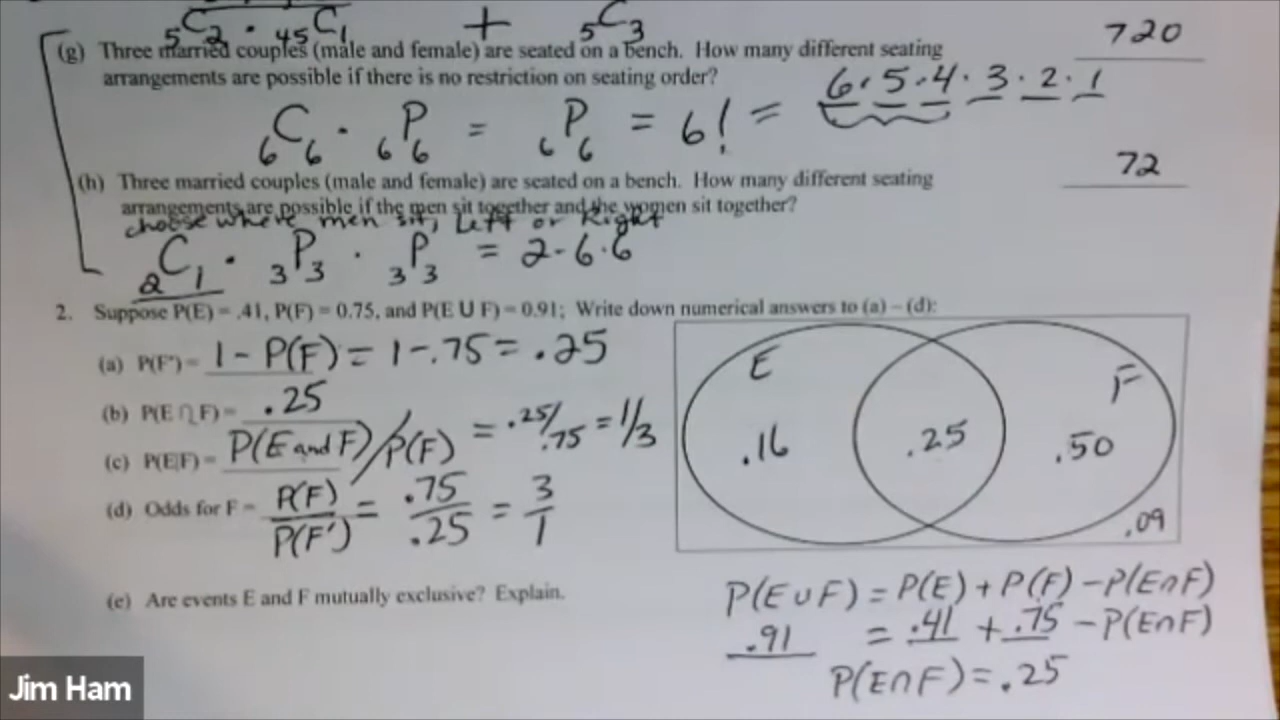 5C2 · 45C1 + 5C3
(g) Three married couples (male and female) are seated on a bench. How many different seating
arrangements are possible if there is no restriction on seating order?
720
6·5·4·3·2·1
6C6 · 6P6 = 6P6 = 6! =
(h) Three married couples (male and female) are seated on a bench. How many different seating
arrangements are possible if the men sit together and the women sit together?
72
choose where men sit, Left or Right
2C1 · 3P3 · 3P3 = 2·6·6
2. Suppose P(E) = .41, P(F) = 0.75, and P(E U F) = 0.91; Write down numerical answers to (a) – (d):
(a) P(F') = 1 - P(F) = 1 - .75 = .25
(b) P(E ∩ F) = .25
(c) P(E|F) = P(E and F)/P(F) = .25/.75 = 1/3
(d) Odds for F = P(F)/P(F') = .75/.25 = 3/1
(e) Are events E and F mutually exclusive? Explain.
E
F
.16
.25
.50
.09
P(E∪F) = P(E) + P(F) - P(E∩F)
.91 = .41 + .75 - P(E∩F)
P(E∩F) = .25
Jim Ham